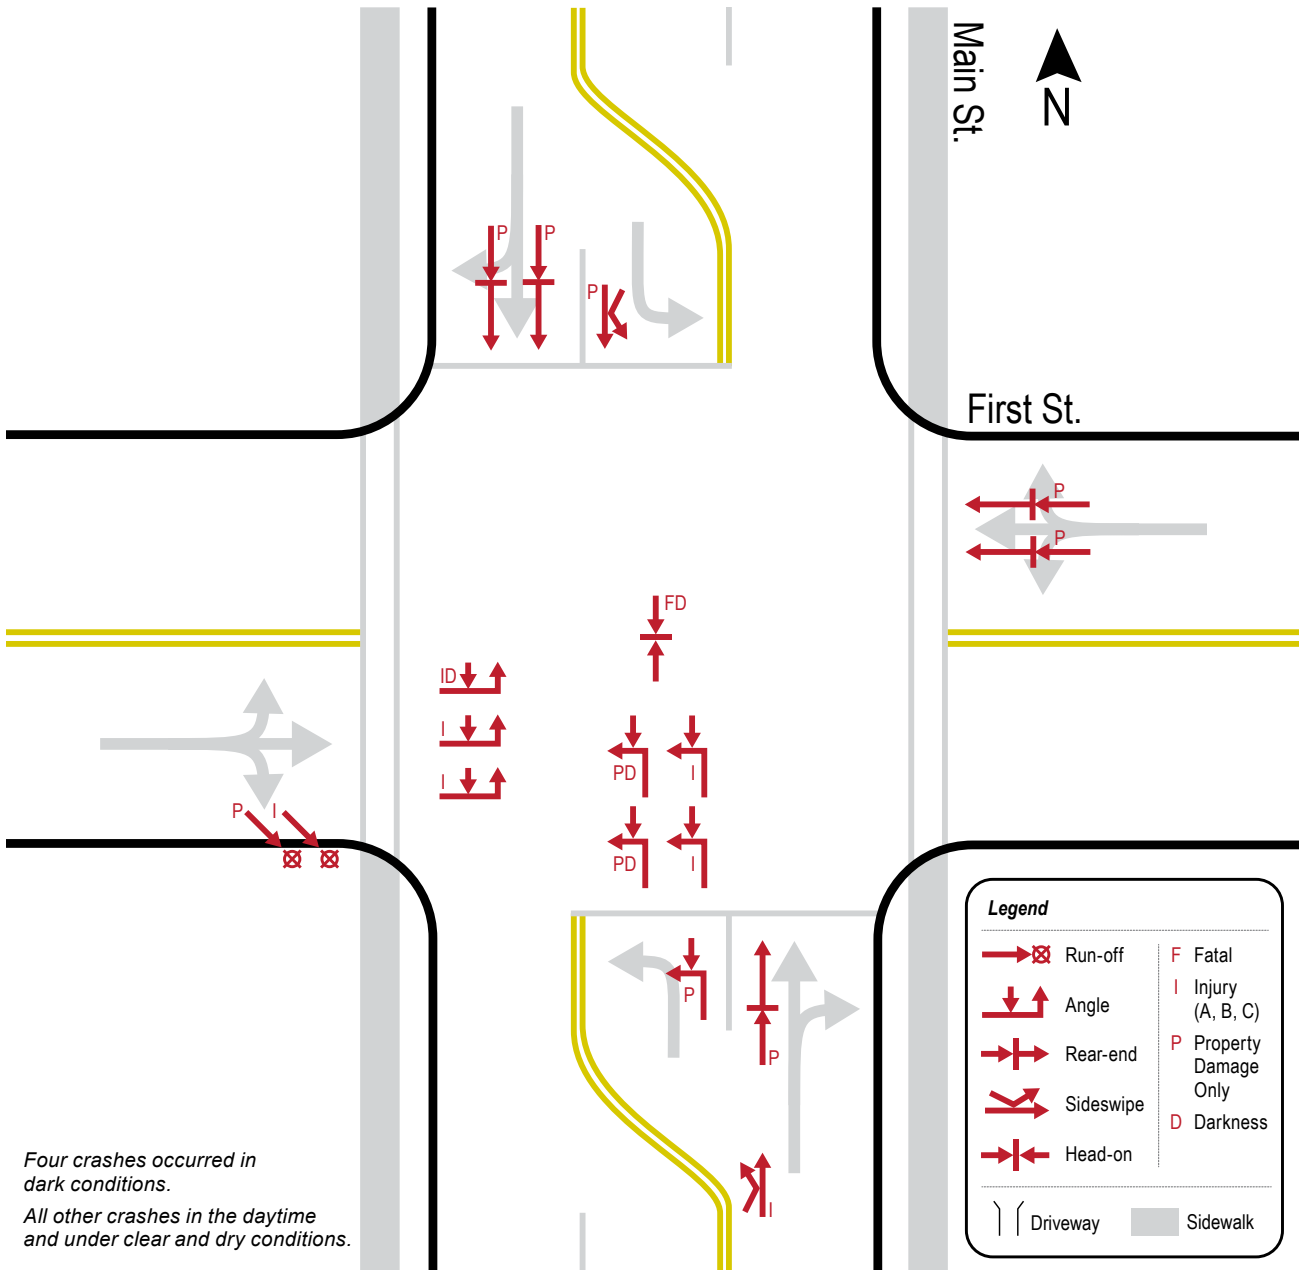 Main St.
N
P
P
P
First St.
P
P
FD
ID
I
PD
I
I
P
I
PD
I
P
P
I
Legend
Run-off
Angle
Rear-end
Sideswipe
Head-on
F Fatal
I Injury
(A, B, C)
P Property
Damage
Only
D Darkness
Driveway
Sidewalk
Four crashes occurred in
dark conditions.
All other crashes in the daytime
and under clear and dry conditions.